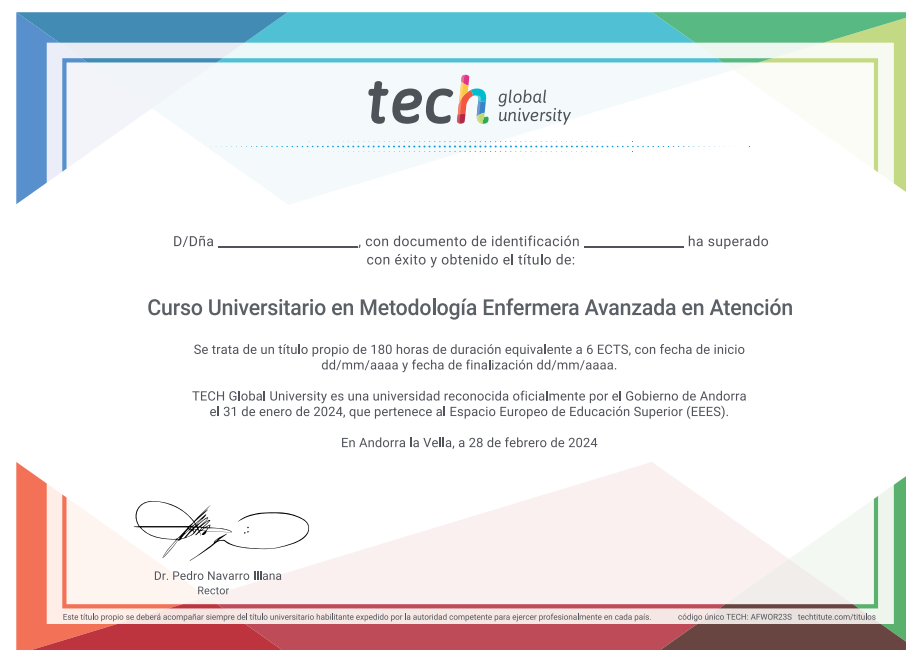 tech global university
D/Dña ____________________, con documento de identificación ______________ ha superado
con éxito y obtenido el título de:
Curso Universitario en Metodología Enfermera Avanzada en Atención
Se trata de un título propio de 180 horas de duración equivalente a 6 ECTS, con fecha de inicio
dd/mm/aaaa y fecha de finalización dd/mm/aaaa.
TECH Global University es una universidad reconocida oficialmente por el Gobierno de Andorra
el 31 de enero de 2024, que pertenece al Espacio Europeo de Educación Superior (EEES).
En Andorra la Vella, a 28 de febrero de 2024
Dr. Pedro Navarro Illana
Rector
Este título propio se deberá acompañar siempre del título universitario habilitante expedido por la autoridad competente para ejercer profesionalmente en cada país. código único TECH: AFWOR23S techtitute.com/titulos